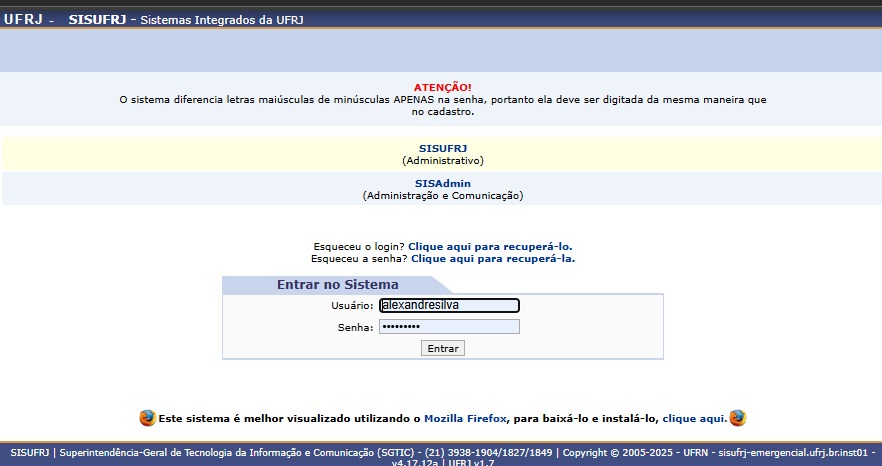 UFRJ - SISUFRJ - Sistemas Integrados da UFRJ
ATENÇÃO!
O sistema diferencia letras maiúsculas de minúsculas APENAS na senha, portanto ela deve ser digitada da mesma maneira que
no cadastro.
SISUFRJ
(Administrativo)
SISAdmin
(Administração e Comunicação)
Esqueceu o login? Clique aqui para recuperá-lo.
Esqueceu a senha? Clique aqui para recuperá-la.
Entrar no Sistema
Usuário: alexandresilva
Senha: •••••••••
Entrar
Este sistema é melhor visualizado utilizando o Mozilla Firefox, para baixá-lo e instalá-lo, clique aqui.
SISUFRJ | Superintendência-Geral de Tecnologia da Informação e Comunicação (SGTIC) - (21) 3938-1904/1827/1849 | Copyright © 2005-2025 - UFRN - sisufrj-emergencial.ufrj.br.inst01 -
v4.17.12a | UFRJ v1.7